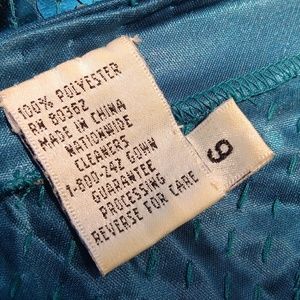 100% POLYESTER
RN 80362
MADE IN CHINA
NATIONWIDE
CLEANERS
1-800-242 GOWN
GUARANTEE
PROCESSING
REVERSE FOR CARE
6